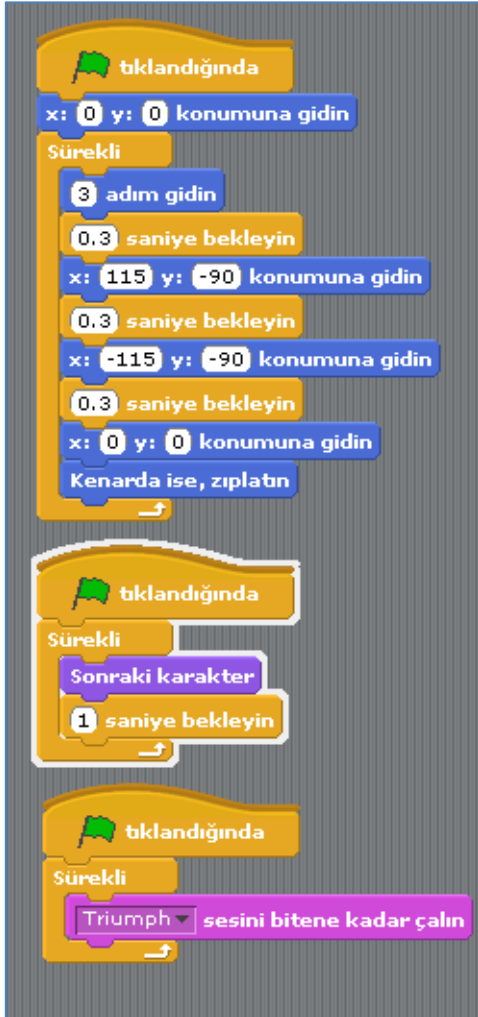 tıklandığında
x: 0 y: 0 konumuna gidin
Sürekli
3 adım gidin
0.3 saniye bekleyin
x: 115 y: -90 konumuna gidin
0.3 saniye bekleyin
x: -115 y: -90 konumuna gidin
0.3 saniye bekleyin
x: 0 y: 0 konumuna gidin
Kenarda ise, zıplatın
tıklandığında
Sürekli
Sonraki karakter
1 saniye bekleyin
tıklandığında
Sürekli
Triumph sesini bitene kadar çalın